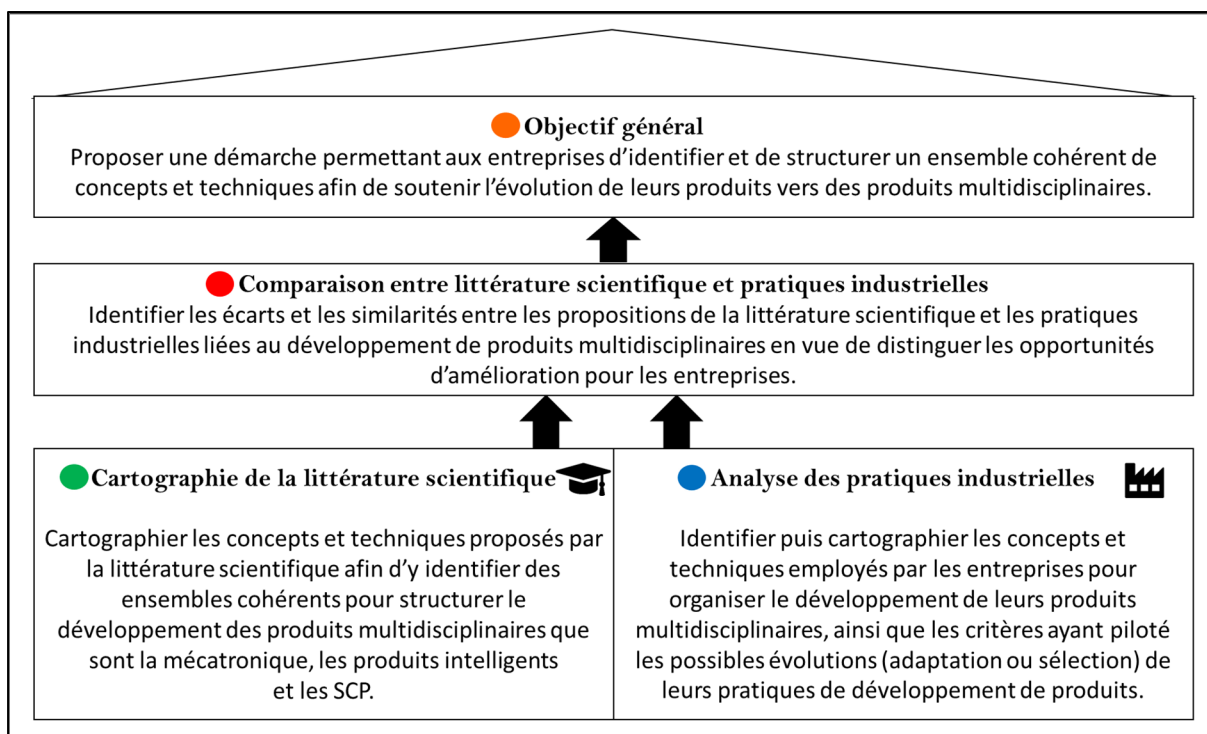 Objectif général
Proposer une démarche permettant aux entreprises d’identifier et de structurer un ensemble cohérent de
concepts et techniques afin de soutenir l’évolution de leurs produits vers des produits multidisciplinaires.
Comparaison entre littérature scientifique et pratiques industrielles
Identifier les écarts et les similarités entre les propositions de la littérature scientifique et les pratiques
industrielles liées au développement de produits multidisciplinaires en vue de distinguer les opportunités
d’amélioration pour les entreprises.
Cartographie de la littérature scientifique
Cartographier les concepts et techniques proposés par
la littérature scientifique afin d’y identifier des
ensembles cohérents pour structurer le
développement des produits multidisciplinaires que
sont la mécatronique, les produits intelligents
et les SCP.
Analyse des pratiques industrielles
Identifier puis cartographier les concepts et
techniques employés par les entreprises pour
organiser le développement de leurs produits
multidisciplinaires, ainsi que les critères ayant piloté
les possibles évolutions (adaptation ou sélection) de
leurs pratiques de développement de produits.